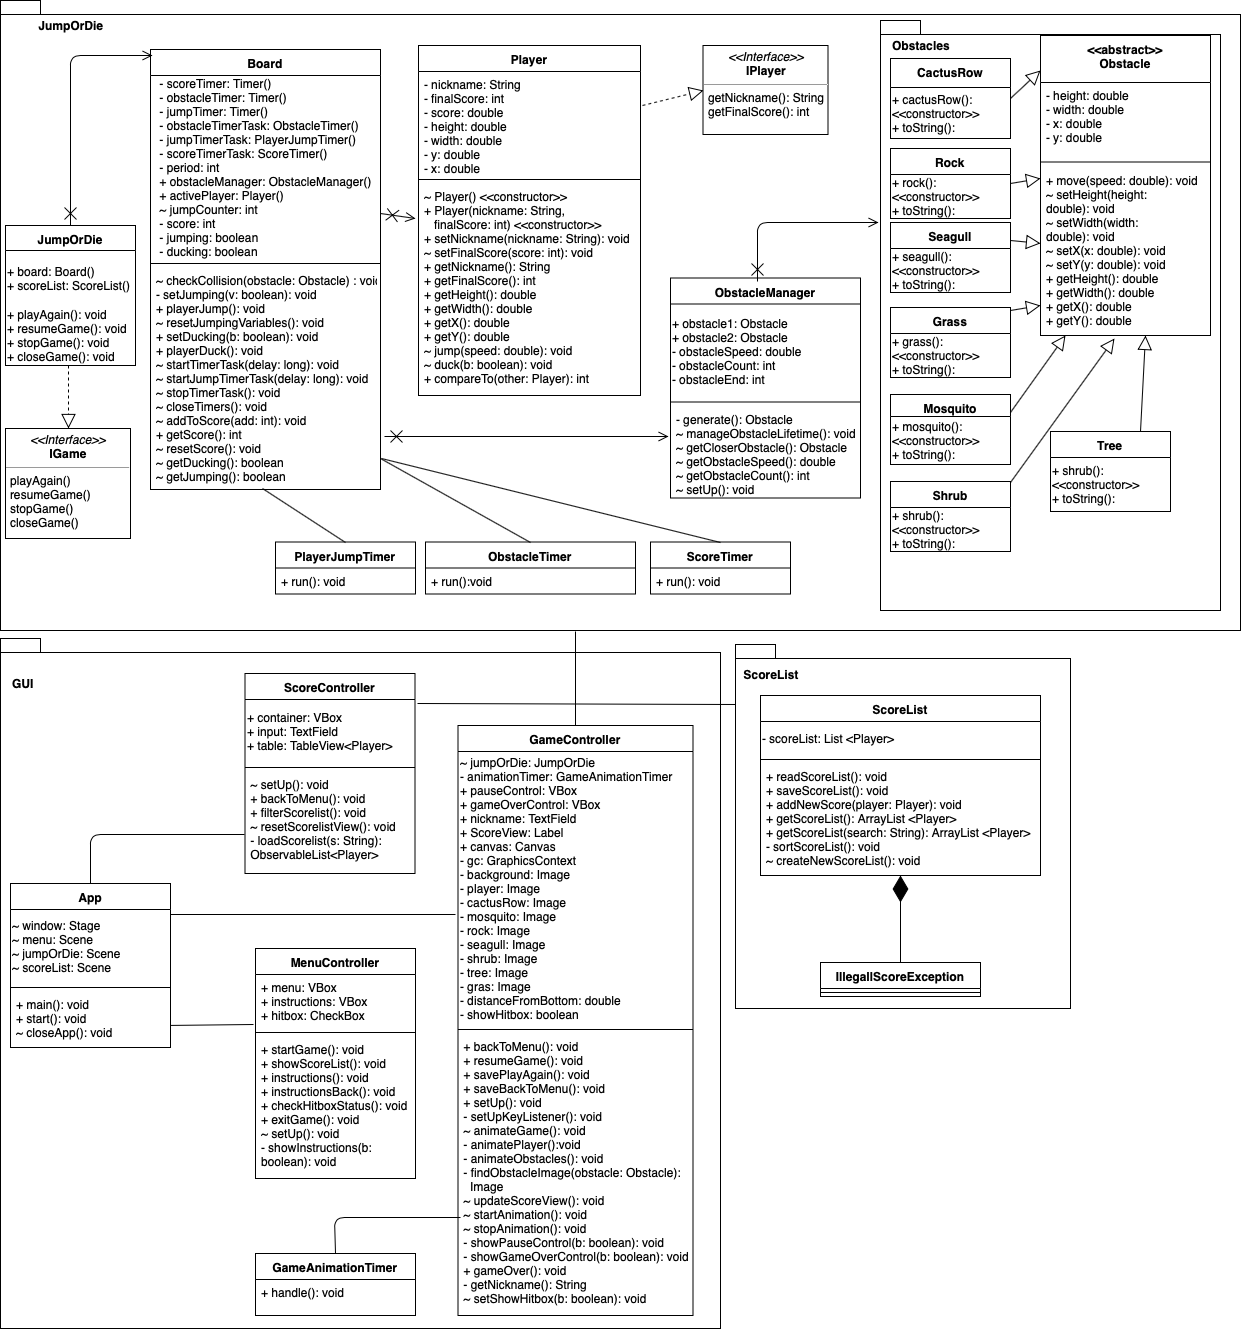 JumpOrDie
Board
- scoreTimer: Timer()
- obstacleTimer: Timer()
- jumpTimer: Timer()
- obstacleTimerTask: ObstacleTimer()
- jumpTimerTask: PlayerJumpTimer()
- scoreTimerTask: ScoreTimer()
- period: int
+ obstacleManager: ObstacleManager()
+ activePlayer: Player()
~ jumpCounter: int
- score: int
- jumping: boolean
- ducking: boolean
~ checkCollision(obstacle: Obstacle) : void
- setJumping(v: boolean): void
+ playerJump(): void
~ resetJumpingVariables(): void
+ setDucking(b: boolean): void
+ playerDuck(): void
~ startTimerTask(delay: long): void
~ startJumpTimerTask(delay: long): void
~ stopTimerTask(): void
~ closeTimers(): void
~ addToScore(add: int): void
+ getScore(): int
~ resetScore(): void
~ getDucking(): boolean
~ getJumping(): boolean
Player
- nickname: String
- finalScore: int
- score: double
- height: double
- width: double
- y: double
- x: double
~ Player() <<constructor>>
+ Player(nickname: String,
finalScore: int) <<constructor>>
+ setNickname(nickname: String): void
~ setFinalScore(score: int): void
+ getNickname(): String
+ getFinalScore(): int
+ getHeight(): double
+ getWidth(): double
+ getX(): double
+ getY(): double
~ jump(speed: double): void
~ duck(b: boolean): void
+ compareTo(other: Player): int
<<Interface>>
IPlayer
getNickname(): String
getFinalScore(): int
JumpOrDie
+ board: Board()
+ scoreList: ScoreList()
+ playAgain(): void
+ resumeGame(): void
+ stopGame(): void
+ closeGame(): void
<<Interface>>
IGame
playAgain()
resumeGame()
stopGame()
closeGame()
ObstacleManager
+ obstacle1: Obstacle
+ obstacle2: Obstacle
- obstacleSpeed: double
- obstacleCount: int
- obstacleEnd: int
- generate(): Obstacle
~ manageObstacleLifetime(): void
~ getCloserObstacle(): Obstacle
~ getObstacleSpeed(): double
~ getObstacleCount(): int
~ setUp(): void
PlayerJumpTimer
+ run(): void
ObstacleTimer
+ run():void
ScoreTimer
+ run(): void
Obstacles
CactusRow
+ cactusRow():
<<constructor>>
+ toString():
Rock
+ rock():
<<constructor>>
+ toString():
Seagull
+ seagull():
<<constructor>>
+ toString():
Grass
+ grass():
<<constructor>>
+ toString():
Mosquito
+ mosquito():
<<constructor>>
+ toString():
Shrub
+ shrub():
<<constructor>>
+ toString():
<<abstract>>
Obstacle
- height: double
- width: double
- x: double
- y: double
+ move(speed: double): void
~ setHeight(height:
double): void
~ setWidth(width:
double): void
~ setX(x: double): void
~ setY(y: double): void
+ getHeight(): double
+ getWidth(): double
+ getX(): double
+ getY(): double
Tree
+ shrub():
<<constructor>>
+ toString():
GUI
ScoreController
+ container: VBox
+ input: TextField
+ table: TableView<Player>
~ setUp(): void
+ backToMenu(): void
+ filterScorelist(): void
~ resetScorelistView(): void
- loadScorelist(s: String):
ObservableList<Player>
App
~ window: Stage
~ menu: Scene
~ jumpOrDie: Scene
~ scoreList: Scene
+ main(): void
+ start(): void
~ closeApp(): void
MenuController
+ menu: VBox
+ instructions: VBox
+ hitbox: CheckBox
+ startGame(): void
+ showScoreList(): void
+ instructions(): void
+ instructionsBack(): void
+ checkHitboxStatus(): void
+ exitGame(): void
~ setUp(): void
- showInstructions(b:
boolean): void
GameAnimationTimer
+ handle(): void
GameController
~ jumpOrDie: JumpOrDie
- animationTimer: GameAnimationTimer
+ pauseControl: VBox
+ gameOverControl: VBox
+ nickname: TextField
+ ScoreView: Label
+ canvas: Canvas
- gc: GraphicsContext
- background: Image
- player: Image
- cactusRow: Image
- mosquito: Image
- rock: Image
- seagull: Image
- shrub: Image
- tree: Image
- gras: Image
- distanceFromBottom: double
- showHitbox: boolean
+ backToMenu(): void
+ resumeGame(): void
+ savePlayAgain(): void
+ saveBackToMenu(): void
+ setUp(): void
- setUpKeyListener(): void
~ animateGame(): void
- animatePlayer():void
- animateObstacles(): void
- findObstacleImage(obstacle: Obstacle):
Image
~ updateScoreView(): void
~ startAnimation(): void
~ stopAnimation(): void
- showPauseControl(b: boolean): void
- showGameOverControl(b: boolean): void
+ gameOver(): void
- getNickname(): String
~ setShowHitbox(b: boolean): void
ScoreList
ScoreList
- scoreList: List <Player>
+ readScoreList(): void
+ saveScoreList(): void
+ addNewScore(player: Player): void
+ getScoreList(): ArrayList <Player>
+ getScoreList(search: String): ArrayList <Player>
- sortScoreList(): void
~ createNewScoreList(): void
IllegallScoreException